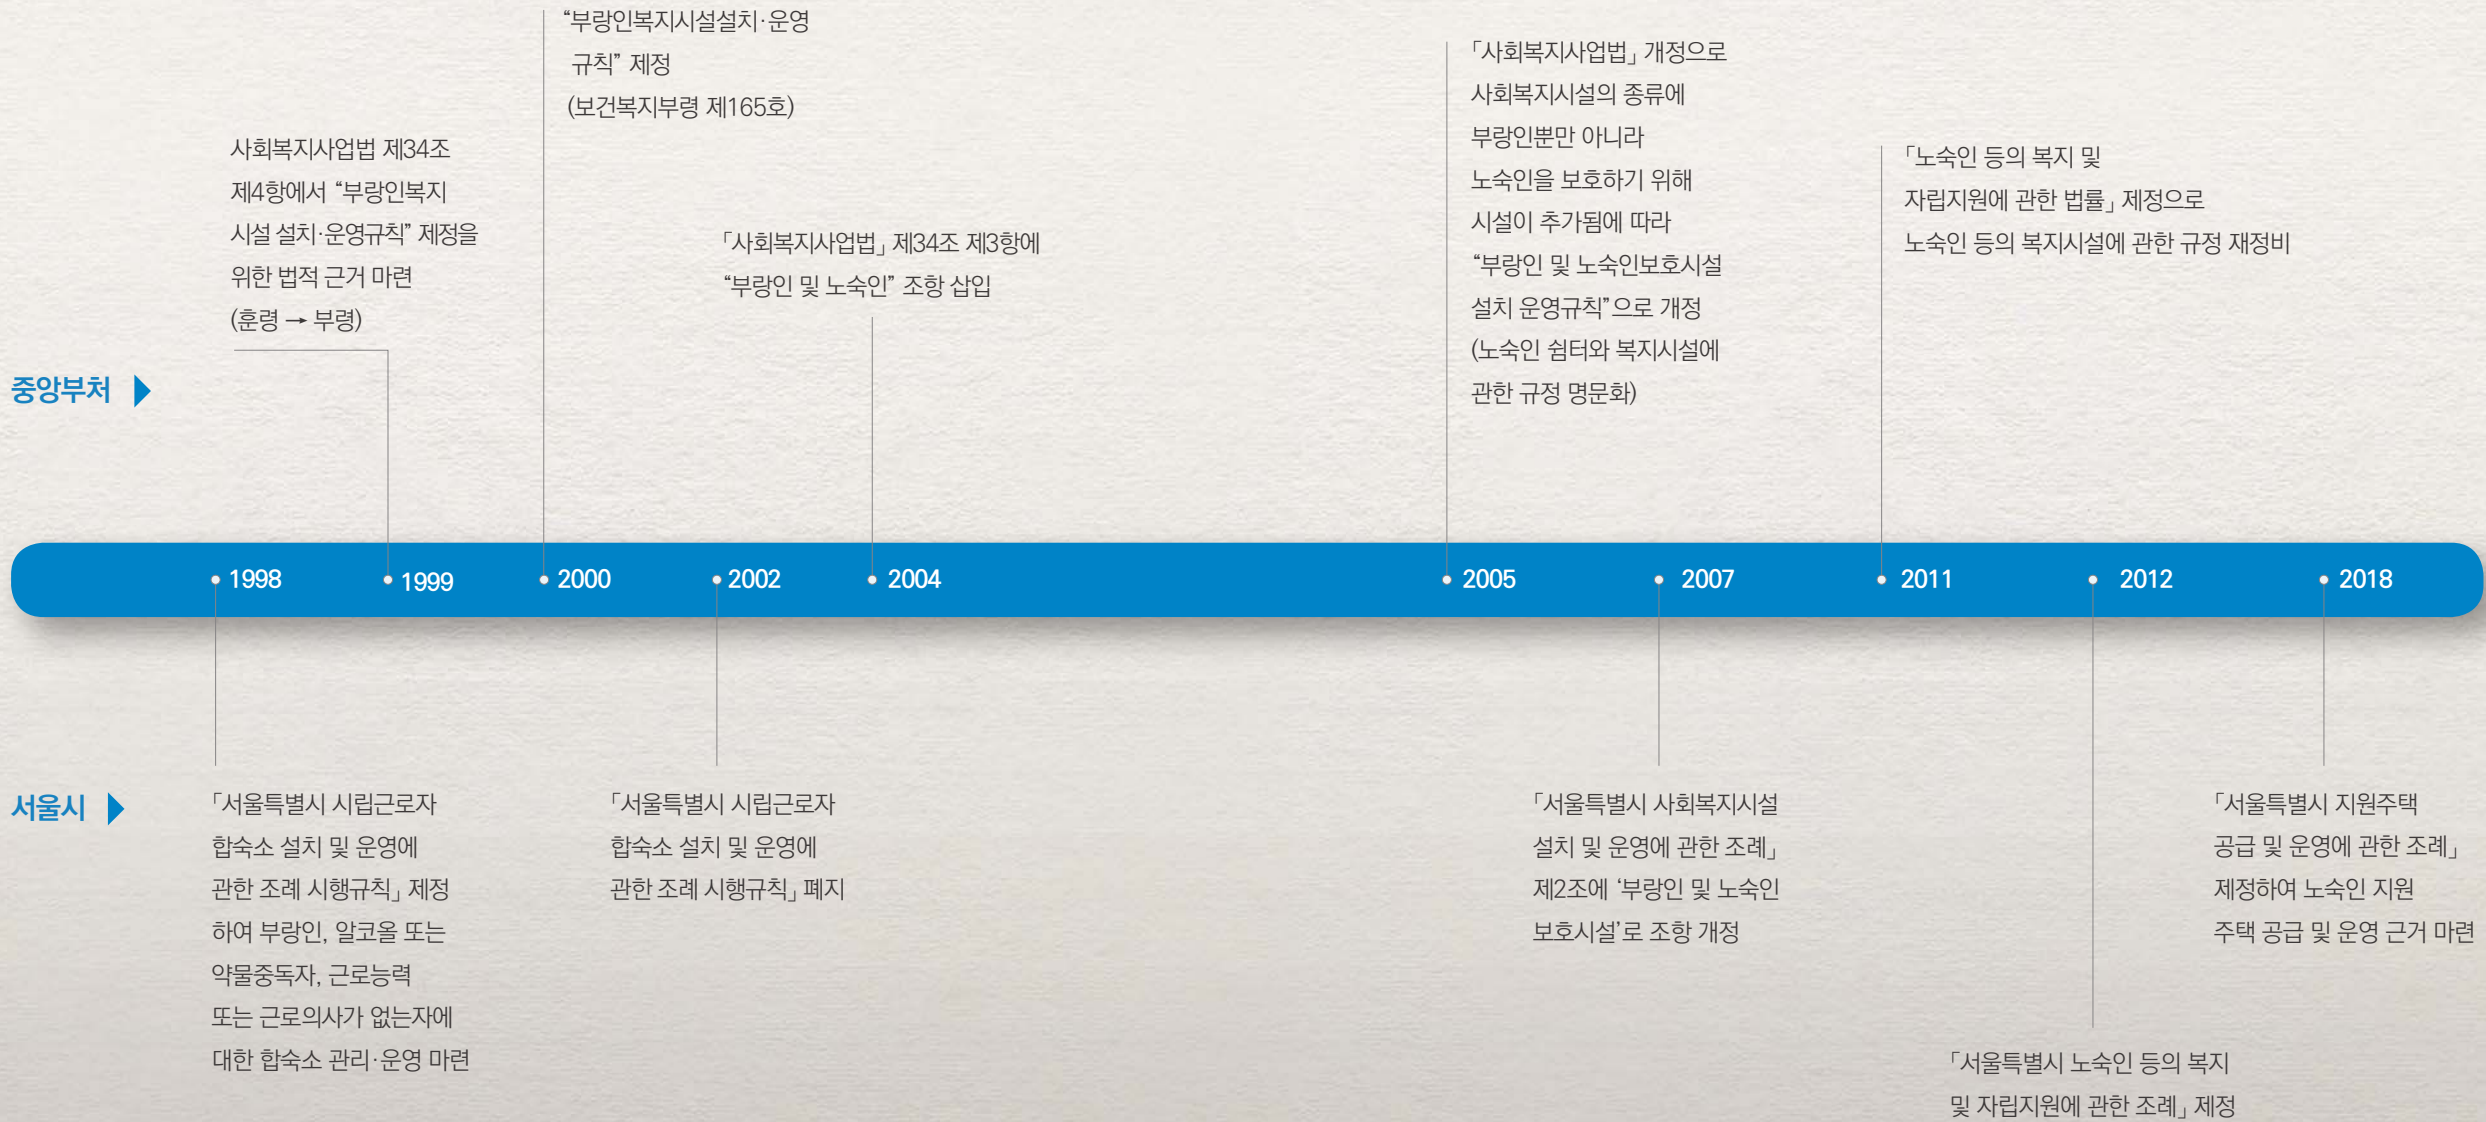 “부랑인복지시설설치·운영
규칙” 제정
(보건복지부령 제165호)
사회복지사업법 제34조
제4항에서 “부랑인복지
시설 설치·운영규칙” 제정을
위한 법적 근거 마련
(훈령 → 부령)
「사회복지사업법」 제34조 제3항에
“부랑인 및 노숙인” 조항 삽입
「사회복지사업법」 개정으로
사회복지시설의 종류에
부랑인뿐만 아니라
노숙인을 보호하기 위해
시설이 추가됨에 따라
“부랑인 및 노숙인보호시설
설치 운영규칙”으로 개정
(노숙인 쉼터와 복지시설에
관한 규정 명문화)
「노숙인 등의 복지 및
자립지원에 관한 법률」 제정으로
노숙인 등의 복지시설에 관한 규정 재정비
중앙부처
1998
1999
2000
2002
2004
2005
2007
2011
2012
2018
서울시
「서울특별시 시립근로자
합숙소 설치 및 운영에
관한 조례 시행규칙」 제정
하여 부랑인, 알코올 또는
약물중독자, 근로능력
또는 근로의사가 없는자에
대한 합숙소 관리·운영 마련
「서울특별시 시립근로자
합숙소 설치 및 운영에
관한 조례 시행규칙」 폐지
「서울특별시 사회복지시설
설치 및 운영에 관한 조례」
제2조에 ‘부랑인 및 노숙인
보호시설’로 조항 개정
「서울특별시 노숙인 등의 복지
및 자립지원에 관한 조례」 제정
「서울특별시 지원주택
공급 및 운영에 관한 조례」
제정하여 노숙인 지원
주택 공급 및 운영 근거 마련